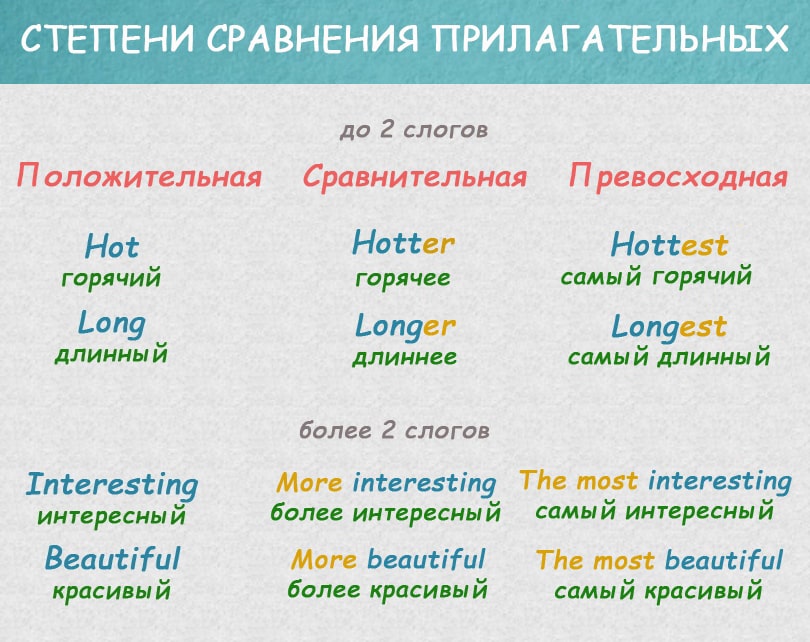 СТЕПЕНИ СРАВНЕНИЯ ПРИЛАГАТЕЛЬНЫХ
до 2 слогов
Положительная Сравнительная Превосходная
Hot Hotter Hottest
горячий горячее самый горячий
Long Longer Longest
длинный длиннее самый длинный
более 2 слогов
Interesting More interesting The most interesting
интересный более интересный самый интересный
Beautiful More beautiful The most beautiful
красивый более красивый самый красивый